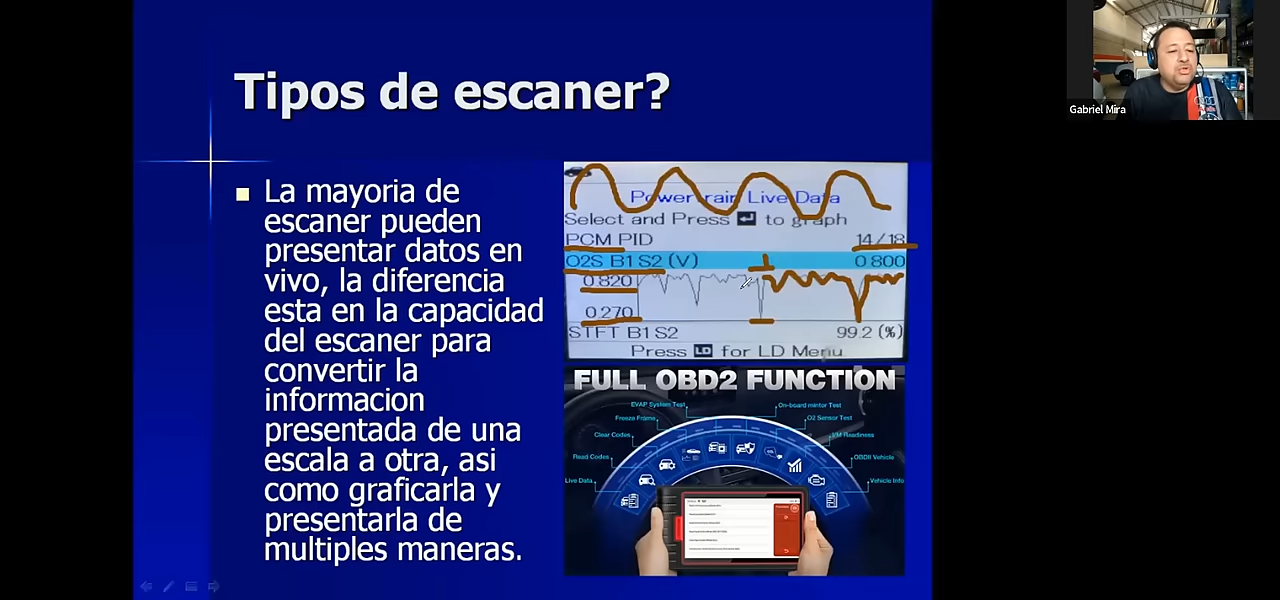 Tipos de escaner?
La mayoria de
escaner pueden
presentar datos en
vivo, la diferencia
esta en la capacidad
del escaner para
convertir la
informacion
presentada de una
escala a otra, asi
como graficarla y
presentarla de
multiples maneras.
Powertrain Live Data
Select and Press to graph
PCM PID 14/18
O2S B1 S2 (V) 0.800
0.820
0.270
STFT B1 S2 99.2 (%)
Press LD for LD Menu
FULL OBD2 FUNCTION
EVAP System Test
On-board mintor Test
Freeze Frame
O2 Sensor Test
Clear Codes
I/M Readiness
Read Codes
OBDII Vehicle
Live Data
Vehicle Info
Gabriel Mira